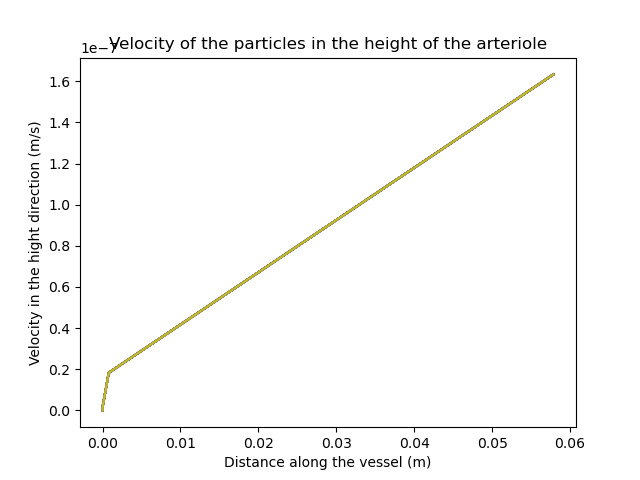 Velocity of the particles in the height of the arteriole
1e−7
1.6
1.4
1.2
1.0
0.8
0.6
0.4
0.2
0.0
Velocity in the hight direction (m/s)
0.00 0.01 0.02 0.03 0.04 0.05 0.06
Distance along the vessel (m)